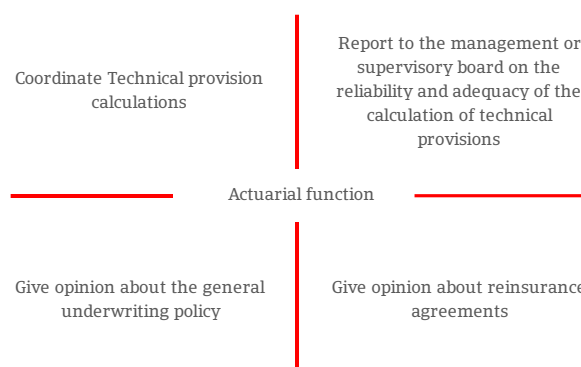 Coordinate Technical provision
calculations
Report to the management or
supervisory board on the
reliability and adequacy of the
calculation of technical
provisions
Actuarial function
Give opinion about the general
underwriting policy
Give opinion about reinsurance
agreements